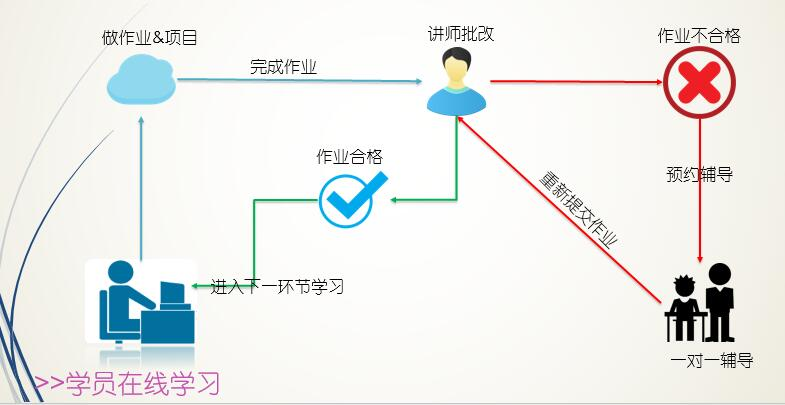 做作业&项目
讲师批改
作业不合格
完成作业
作业合格
预约辅导
重新提交作业
进入下一环节学习
一对一辅导
>>学员在线学习